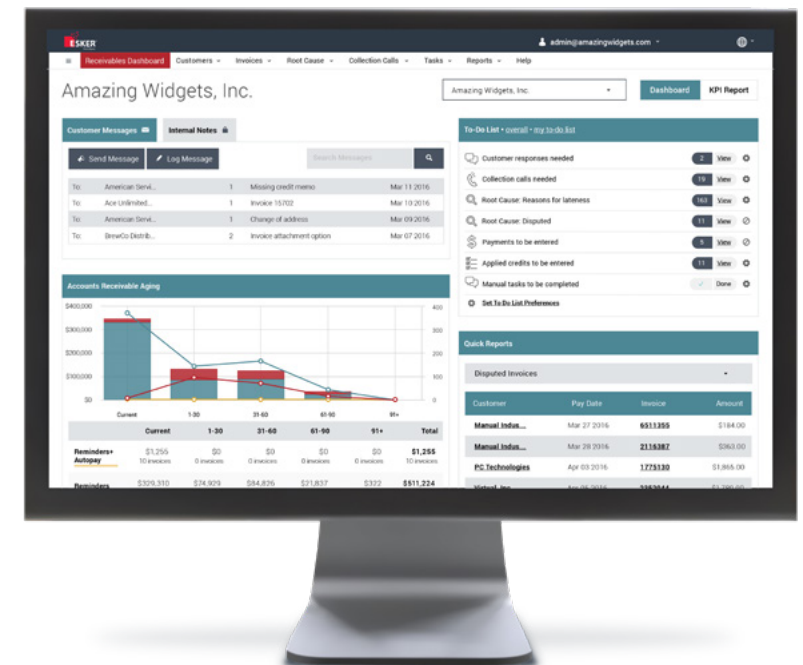 ESKER
admin@amazingwidgets.com
Receivables Dashboard Customers Invoices Root Cause Collection Calls Tasks Reports Help
Amazing Widgets, Inc.
Amazing Widgets, Inc.
Dashboard KPI Report
Customer Messages Internal Notes
Send Message Log Message Search Messages
To: American Servi... 1 Missing credit memo Mar 11 2016
To: Ace Unlimited... 1 Invoice 15702 Mar 10 2016
To: American Servi... 1 Change of address Mar 09 2016
To: BrewCo Distrib... 2 Invoice attachment option Mar 07 2016
To-Do List • overall • my to-do list
Customer responses needed 2 View
Collection calls needed 19 View
Root Cause: Reasons for lateness 163 View
Root Cause: Disputed 11 View
Payments to be entered 5 View
Applied credits to be entered 11 View
Manual tasks to be completed Done
Set To Do List Preferences
Accounts Receivable Aging
$400,000 400
$300,000 300
$200,000 200
$100,000 100
$0 0
Current 1-30 31-60 61-90 91+
Current 1-30 31-60 61-90 91+ Total
Reminders+ $1,255 $0 $0 $0 $0 $1,255
Autopay 10 invoices 0 invoices 0 invoices 0 invoices 0 invoices 10 invoices
Reminders $329,310 $74,929 $84,826 $21,837 $322 $511,224
Quick Reports
Disputed Invoices
Customer Pay Date Invoice Amount
Manual Indus... Mar 27 2016 6511355 $184.00
Manual Indus... Mar 28 2016 2116387 $363.00
PC Technologies Apr 03 2016 1775130 $1,865.00